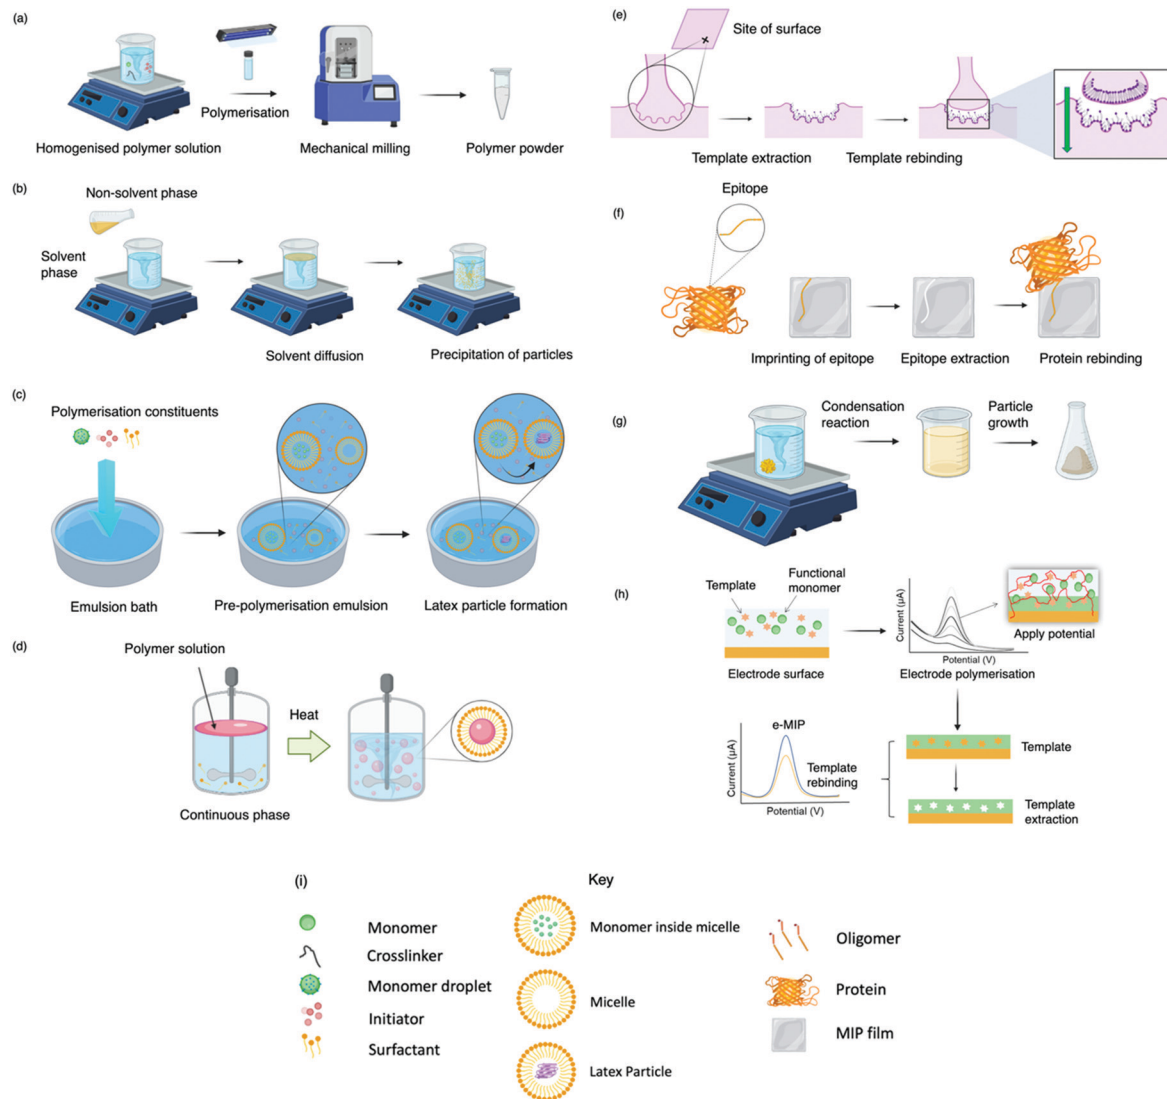 (a)
Polymerisation
Homogenised polymer solution
Mechanical milling
Polymer powder
(b)
Non-solvent phase
Solvent
phase
Solvent diffusion
Precipitation of particles
(c)
Polymerisation constituents
Emulsion bath
Pre-polymerisation emulsion
Latex particle formation
(d)
Polymer solution
Heat
Continuous phase
(e)
Site of surface
Template extraction
Template rebinding
(f)
Epitope
Imprinting of epitope
Epitope extraction
Protein rebinding
(g)
Condensation
reaction
Particle
growth
(h)
Template
Functional
monomer
Electrode surface
Current (µA)
Potential (V)
Apply potential
Electrode polymerisation
e-MIP
Current (µA)
Template
rebinding
Potential (V)
Template
Template
extraction
(i)
Key
Monomer
Crosslinker
Monomer droplet
Initiator
Surfactant
Monomer inside micelle
Micelle
Latex Particle
Oligomer
Protein
MIP film